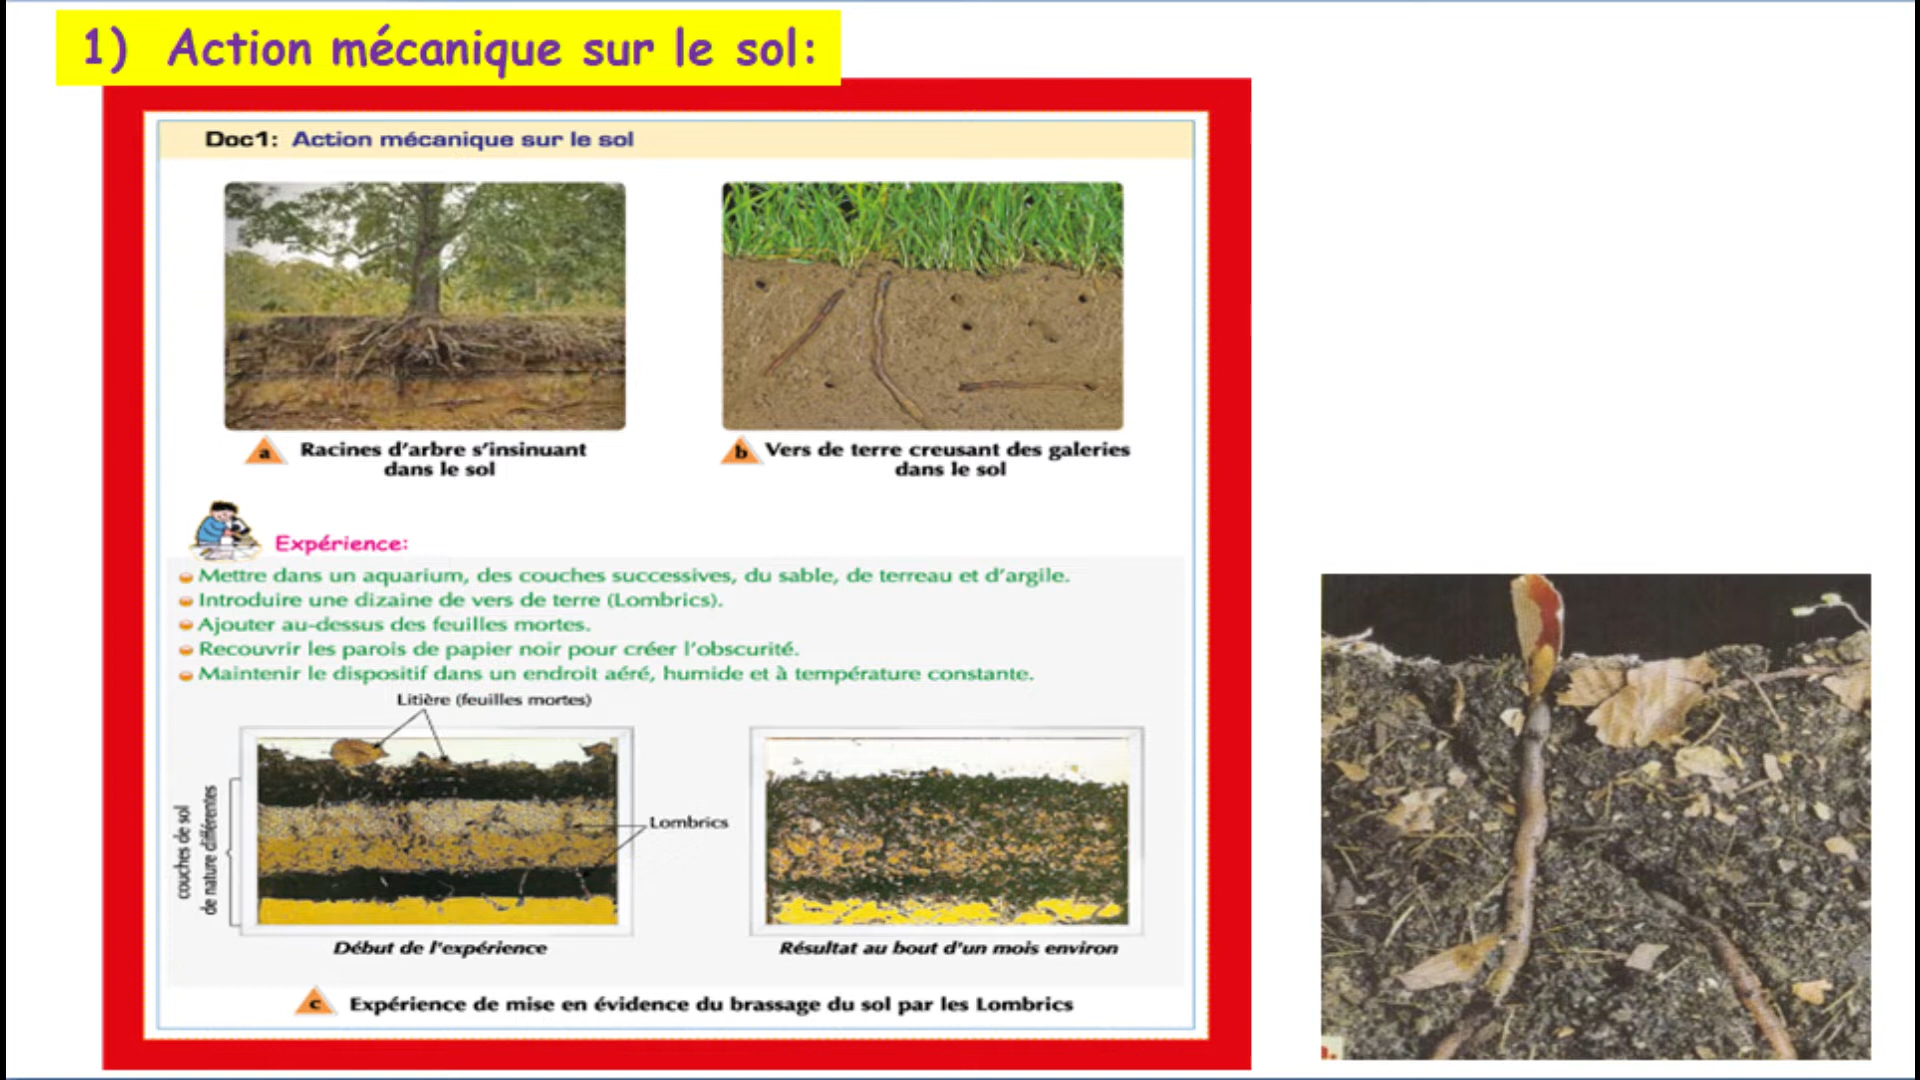 1) Action mécanique sur le sol:
Doc1: Action mécanique sur le sol
a Racines d'arbre s'insinuant
dans le sol
b Vers de terre creusant des galeries
dans le sol
Expérience:
Mettre dans un aquarium, des couches successives, du sable, de terreau et d'argile.
Introduire une dizaine de vers de terre (Lombrics).
Ajouter au-dessus des feuilles mortes.
Recouvrir les parois de papier noir pour créer l'obscurité.
Maintenir le dispositif dans un endroit aéré, humide et à température constante.
Litière (feuilles mortes)
couches de sol
de nature différentes
Lombrics
Début de l'expérience
Résultat au bout d'un mois environ
c Expérience de mise en évidence du brassage du sol par les Lombrics